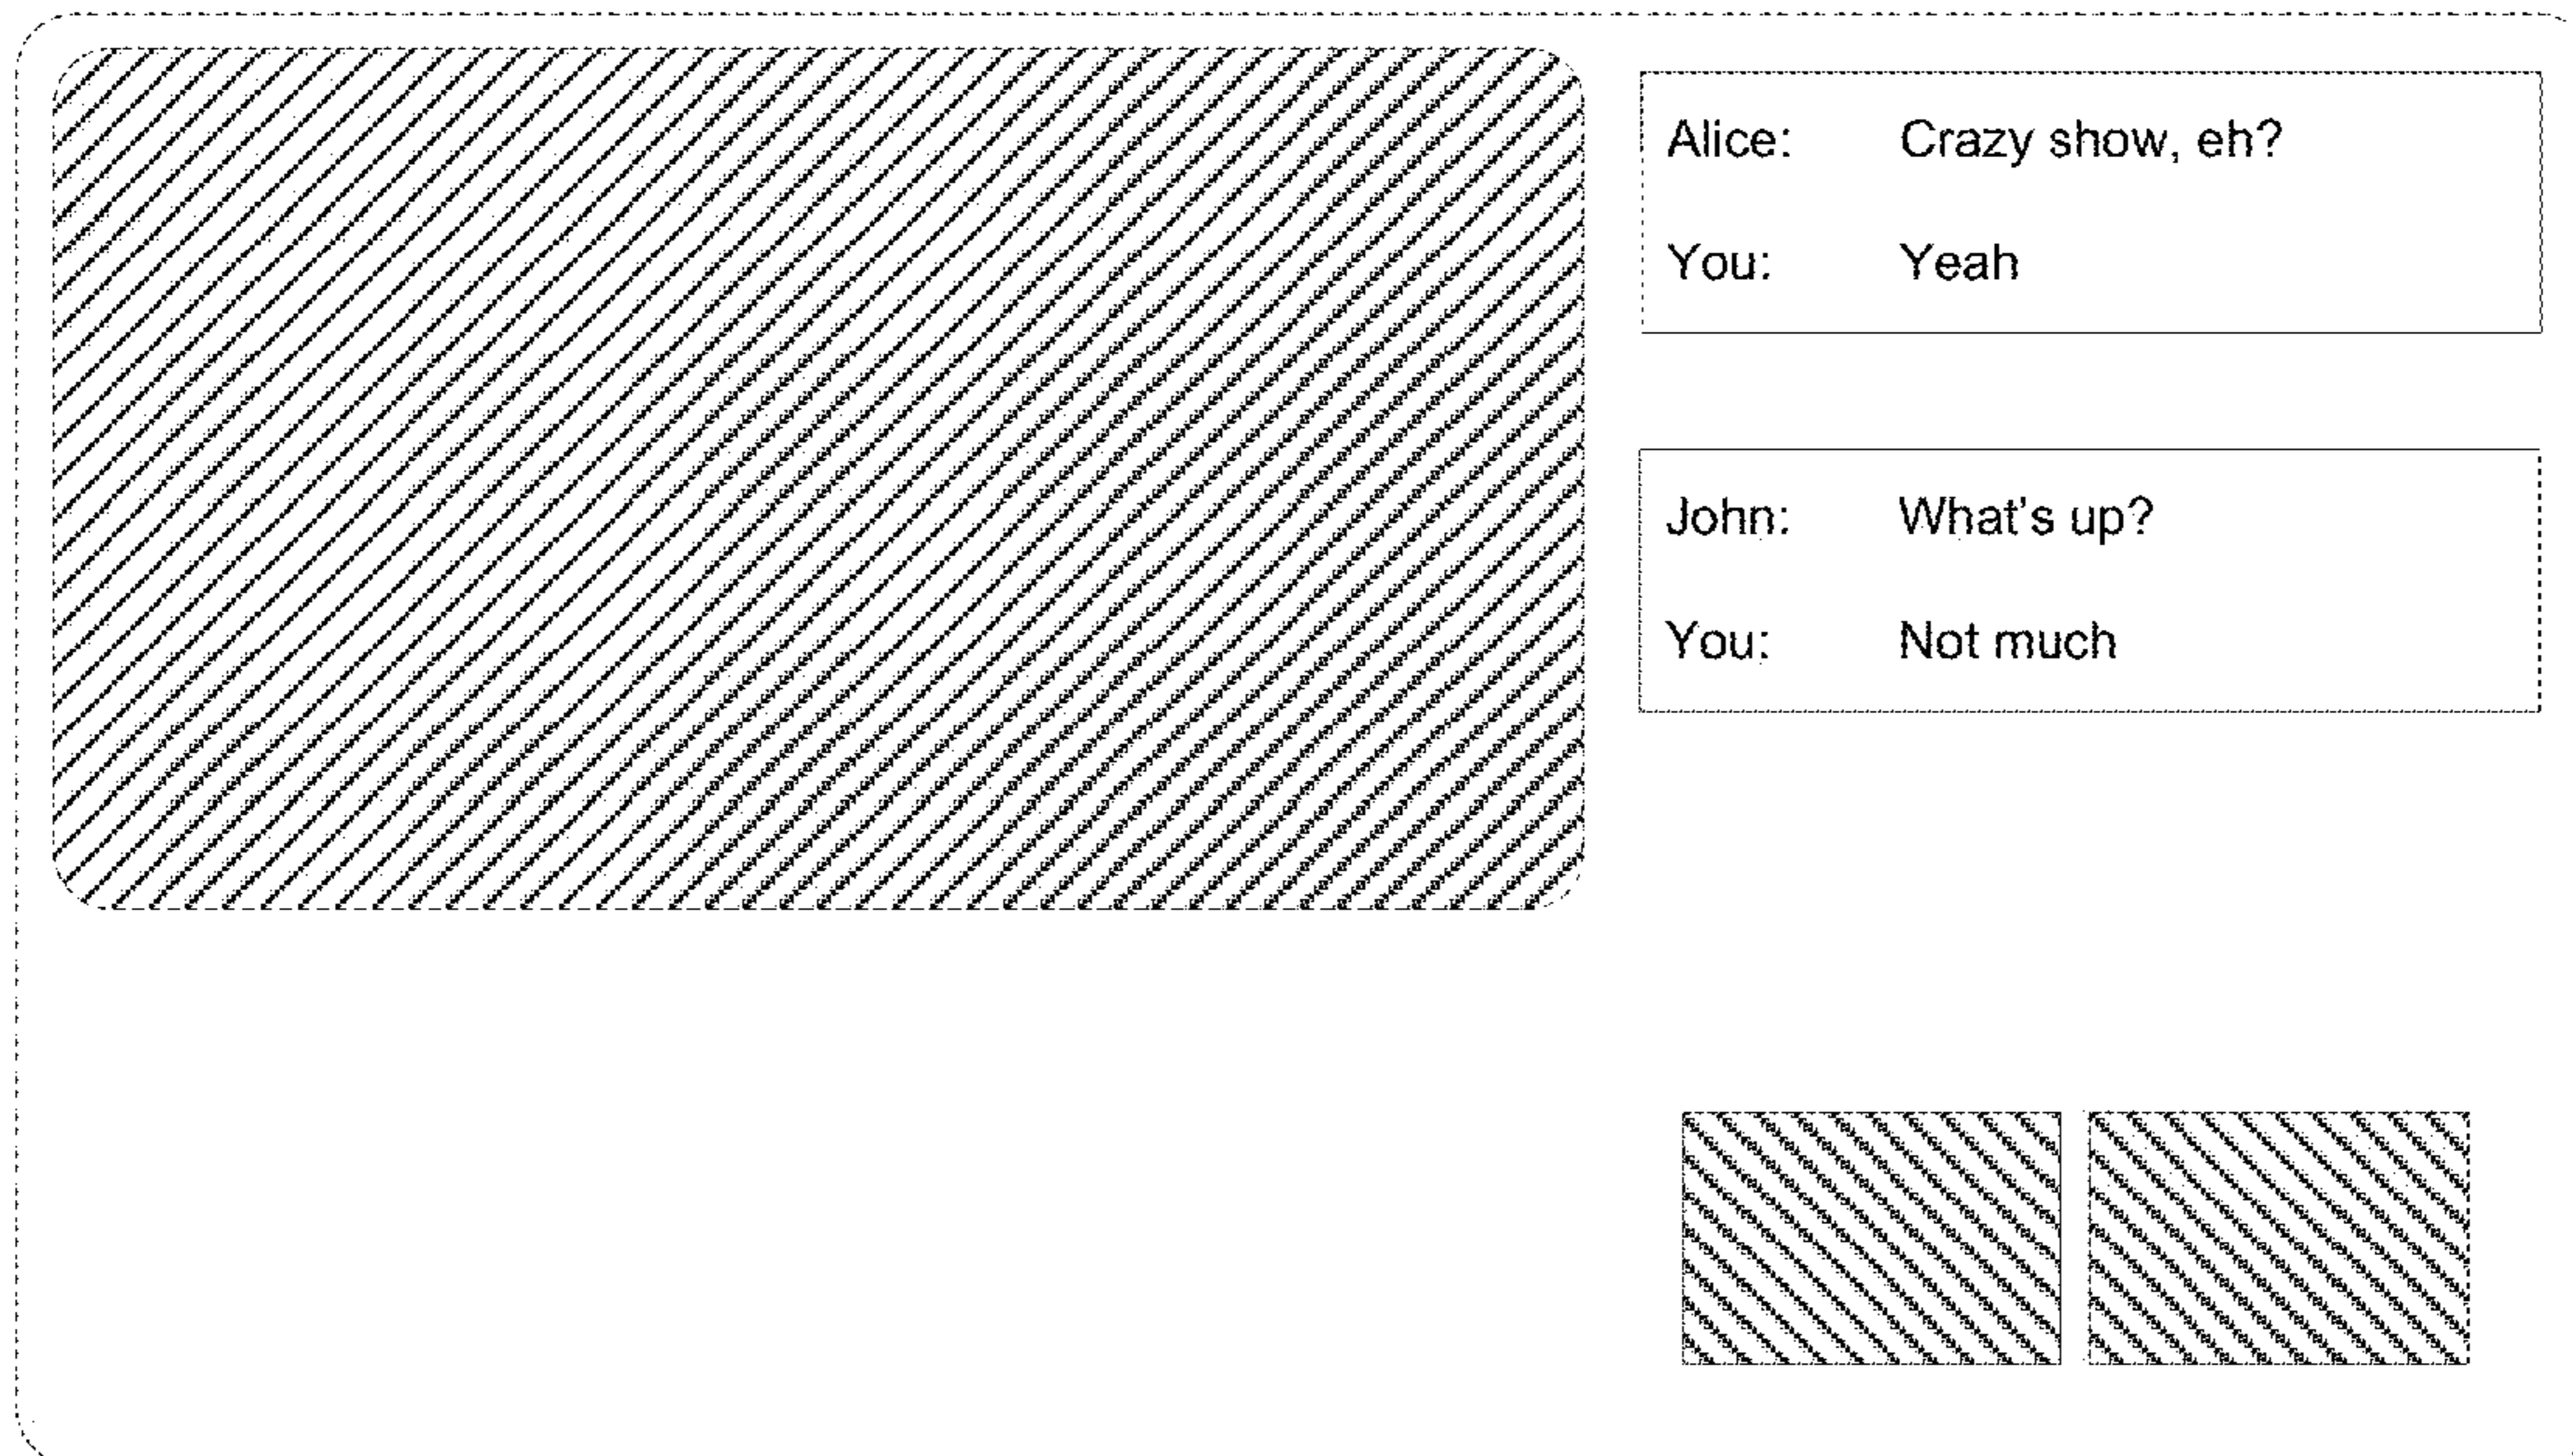 Alice: Crazy show, eh?
You: Yeah
John: What's up?
You: Not much